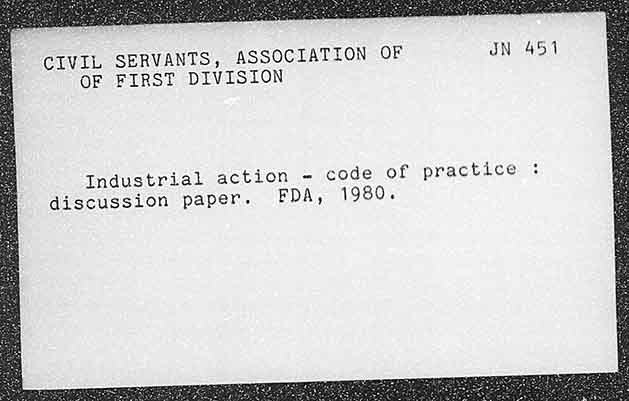 CIVIL SERVANTS, ASSOCIATION OF JN 451
OF FIRST DIVISION
Industrial action - code of practice :
discussion paper. FDA, 1980.